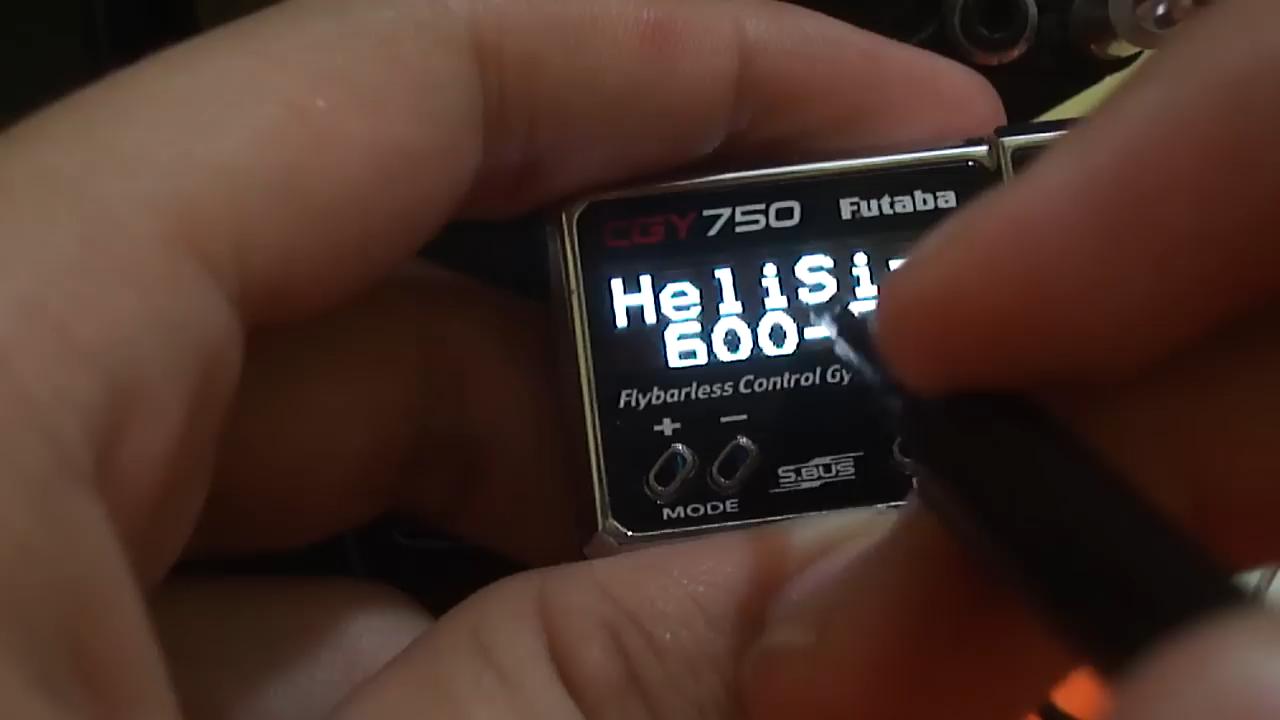 CGY750 Futaba
HeliSi
600-
Flybarless Control Gy
+ −
S.BUS
MODE